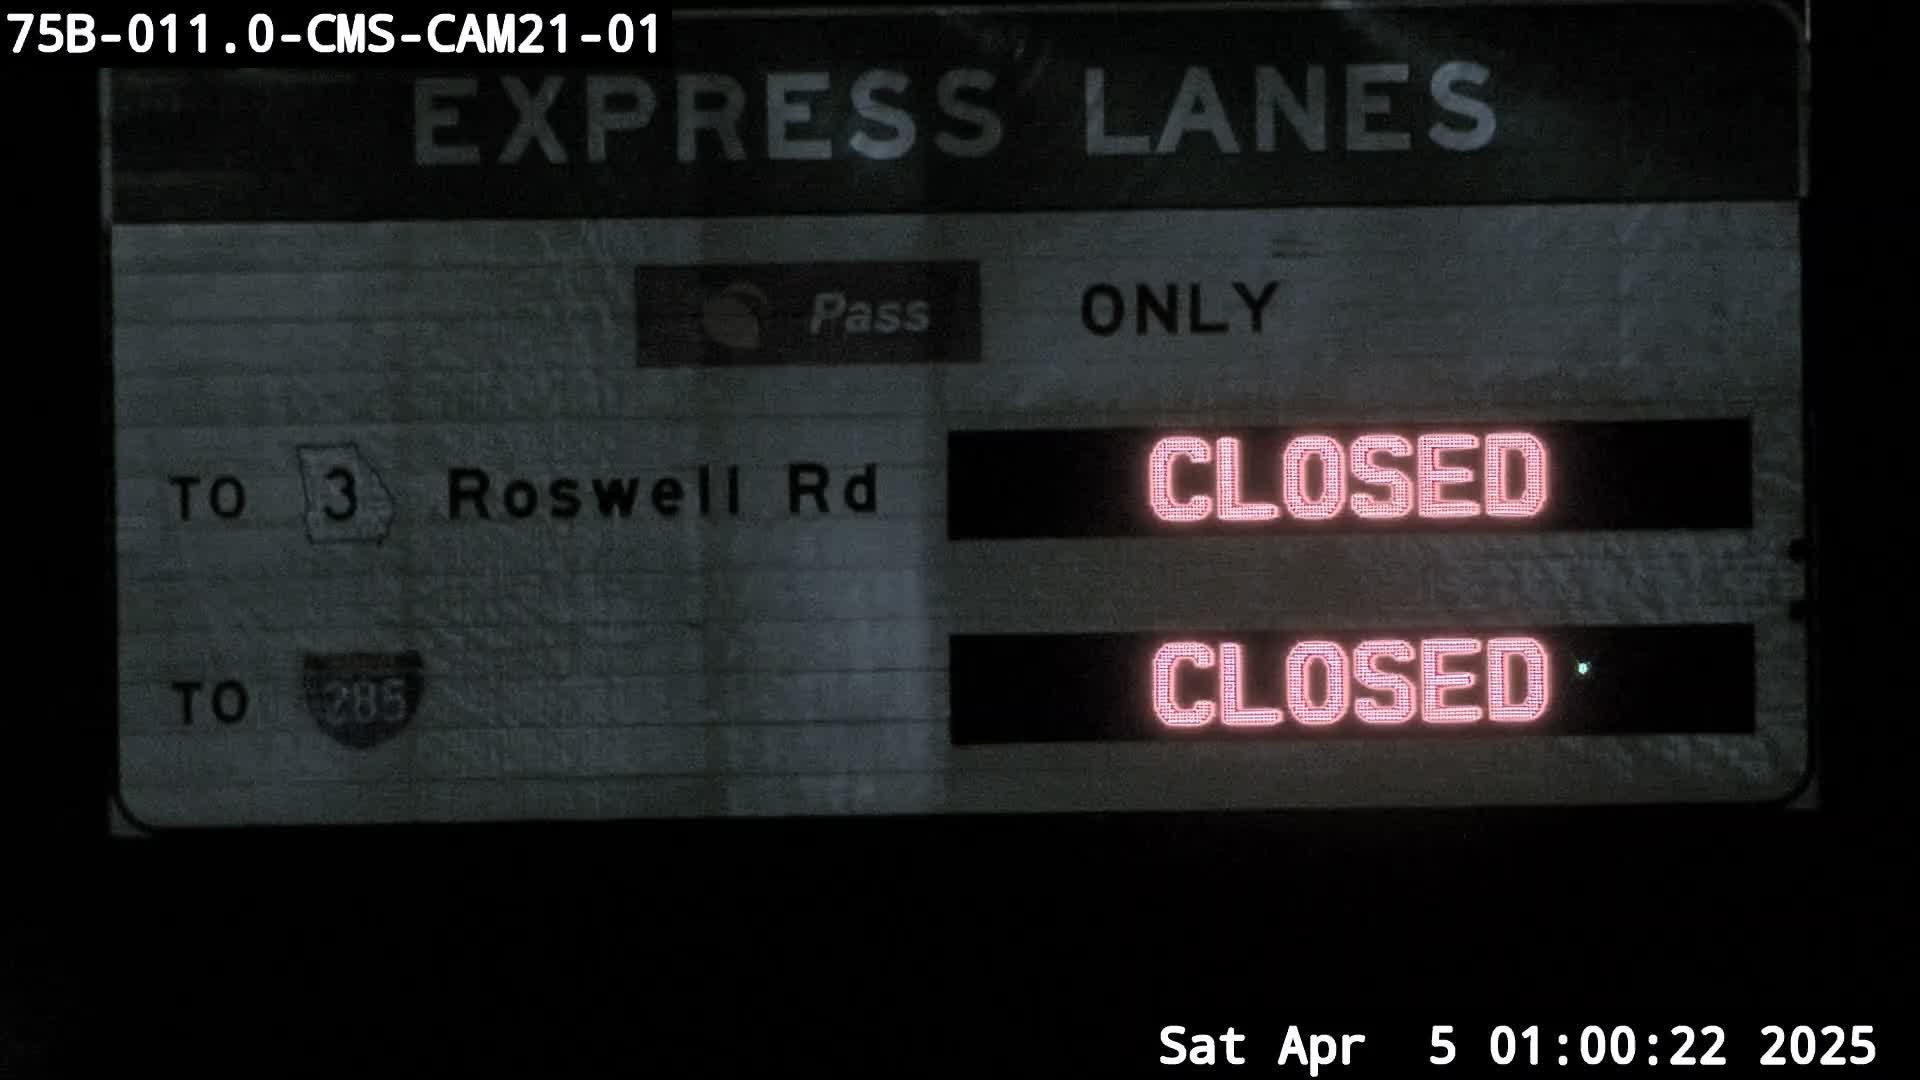 75B-011.0-CMS-CAM21-01
EXPRESS LANES
Pass ONLY
TO 3 Roswell Rd CLOSED
TO 285 CLOSED
Sat Apr 5 01:00:22 2025